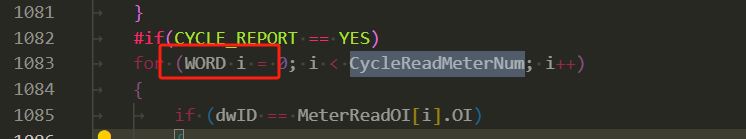 1081 }
1082 #if(CYCLE_REPORT == YES)
1083 for (WORD i = 0; i < CycleReadMeterNum; i++)
1084 {
1085 if (dwID == MeterReadOI[i].OI)